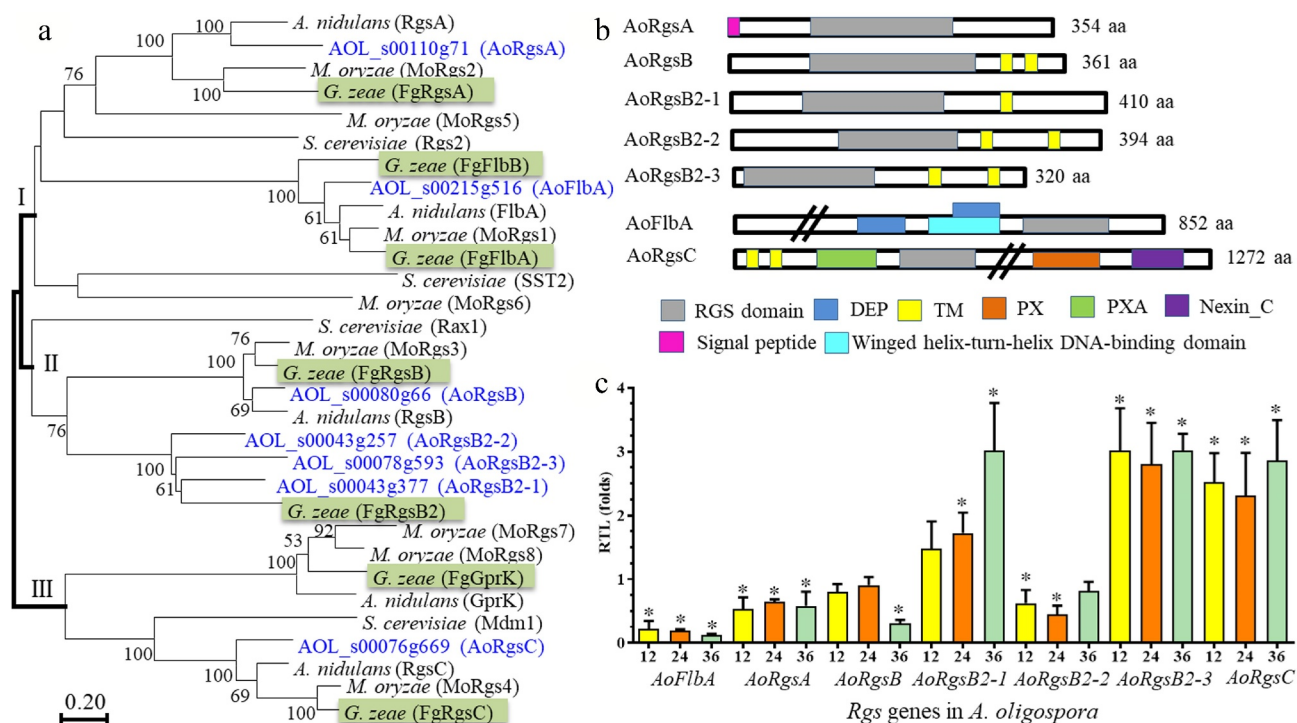 a
100
100
A. nidulans (RgsA)
AOL_s00110g71 (AoRgsA)
76
M. oryzae (MoRgs2)
100
G. zeae (FgRgsA)
M. oryzae (MoRgs5)
S. cerevisiae (Rgs2)
G. zeae (FgFlbB)
100
AOL_s00215g516 (AoFlbA)
I
A. nidulans (FlbA)
61
M. oryzae (MoRgs1)
61
G. zeae (FgFlbA)
S. cerevisiae (SST2)
M. oryzae (MoRgs6)
S. cerevisiae (Rax1)
76
M. oryzae (MoRgs3)
II
G. zeae (FgRgsB)
AOL_s00080g66 (AoRgsB)
69
A. nidulans (RgsB)
76
AOL_s00043g257 (AoRgsB2-2)
100
AOL_s00078g593 (AoRgsB2-3)
61
AOL_s00043g377 (AoRgsB2-1)
G. zeae (FgRgsB2)
92
M. oryzae (MoRgs7)
53
M. oryzae (MoRgs8)
100
G. zeae (FgGprK)
III
A. nidulans (GprK)
S. cerevisiae (Mdm1)
100
AOL_s00076g669 (AoRgsC)
100
A. nidulans (RgsC)
69
M. oryzae (MoRgs4)
100
G. zeae (FgRgsC)
0.20
b
AoRgsA 354 aa
AoRgsB 361 aa
AoRgsB2-1 410 aa
AoRgsB2-2 394 aa
AoRgsB2-3 320 aa
AoFlbA 852 aa
AoRgsC 1272 aa
RGS domain DEP TM PX PXA Nexin_C
Signal peptide Winged helix-turn-helix DNA-binding domain
c
RTL (folds)
4
3
2
1
0
* * * * * * * * * * * * * * * * *
12 24 36 12 24 36 12 24 36 12 24 36 12 24 36 12 24 36 12 24 36
AoFlbA AoRgsA AoRgsB AoRgsB2-1 AoRgsB2-2 AoRgsB2-3 AoRgsC
Rgs genes in A. oligospora